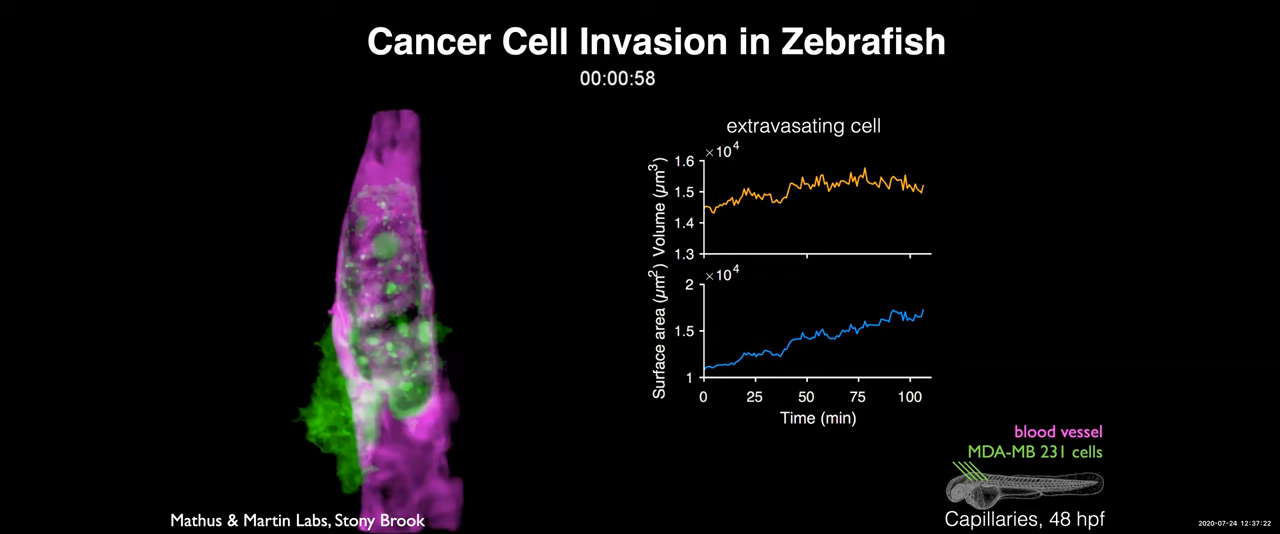 Cancer Cell Invasion in Zebrafish
00:00:58
extravasating cell
×10⁴
1.6
1.5
1.4
1.3
Volume (μm³)
×10⁴
2
1.5
1
Surface area (μm²)
0 25 50 75 100
Time (min)
blood vessel
MDA-MB 231 cells
Capillaries, 48 hpf
Mathus & Martin Labs, Stony Brook
2020-07-24 12:37:22